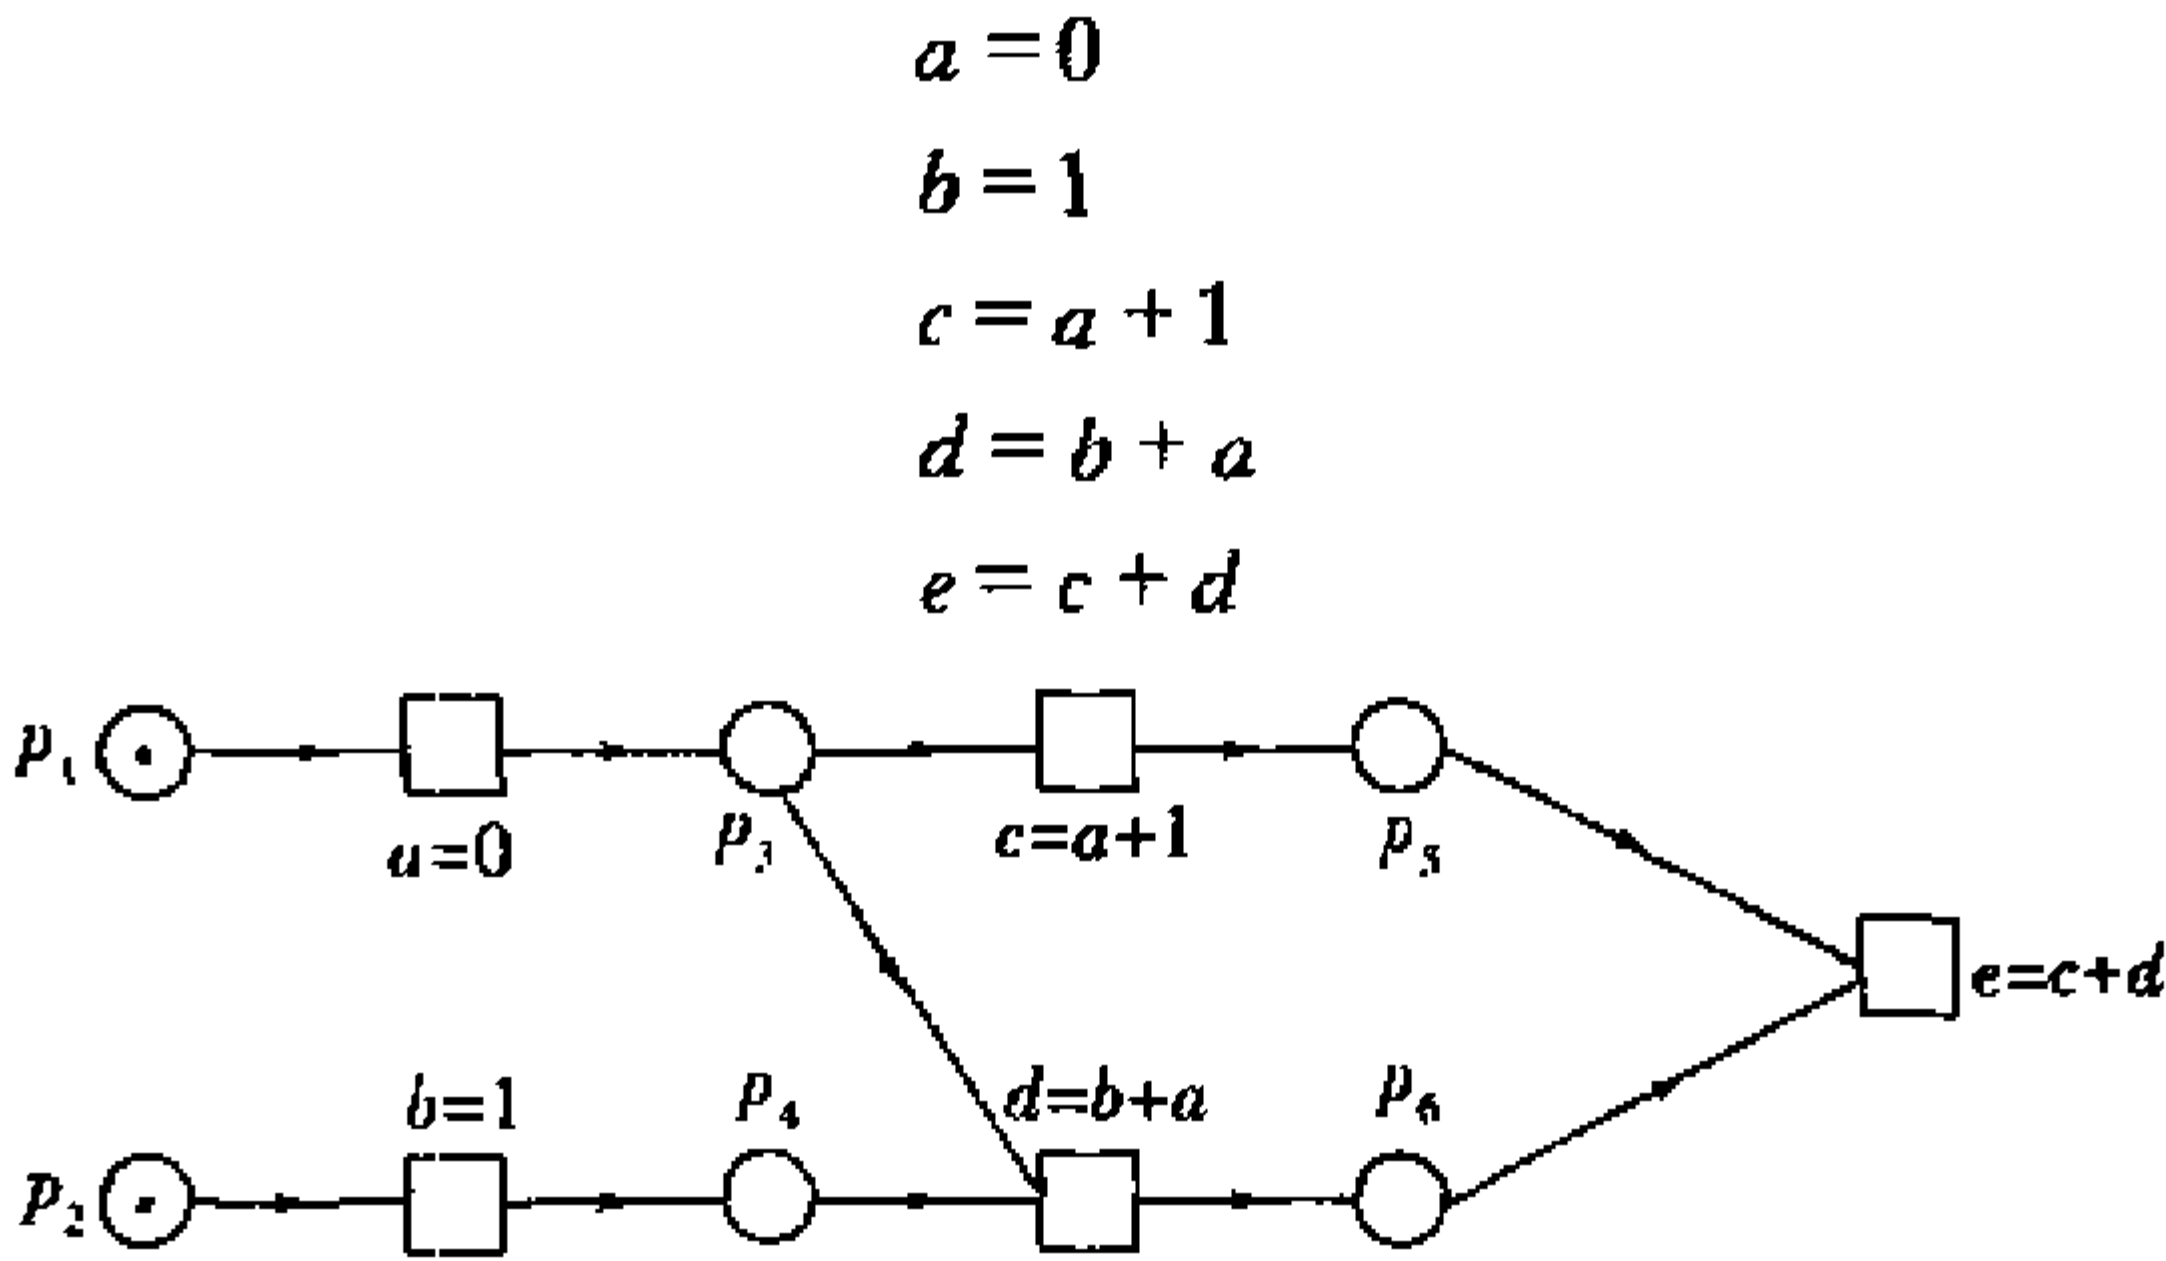 a = 0
b = 1
c = a + 1
d = b + a
e = c + d
p1
a=0
p3
c=a+1
p5
e=c+d
p2
b=1
p4
d=b+a
p6